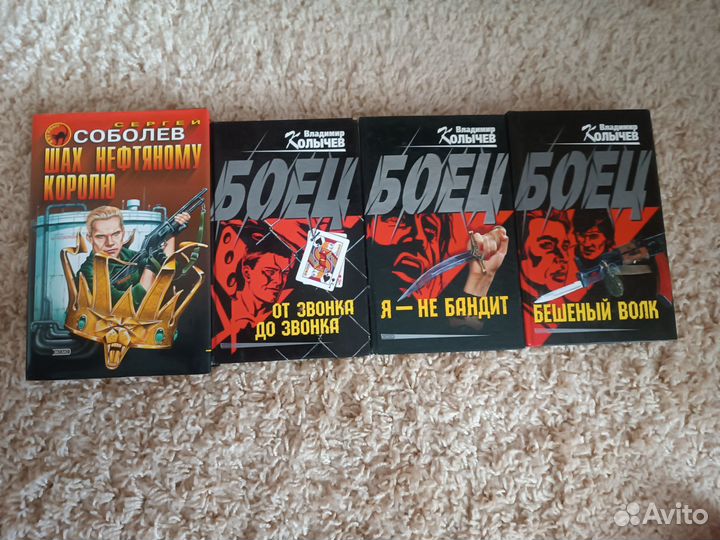 СЕРГЕЙ
СОБОЛЕВ
ШАХ НЕФТЯНОМУ
КОРОЛЮ
ЭКСМО
Владимир
Колычев
БОЕЦ
ОТ ЗВОНКА
ДО ЗВОНКА
Владимир
Колычев
БОЕЦ
Я — НЕ БАНДИТ
Владимир
Колычев
БОЕЦ
БЕШЕНЫЙ ВОЛК
Avito